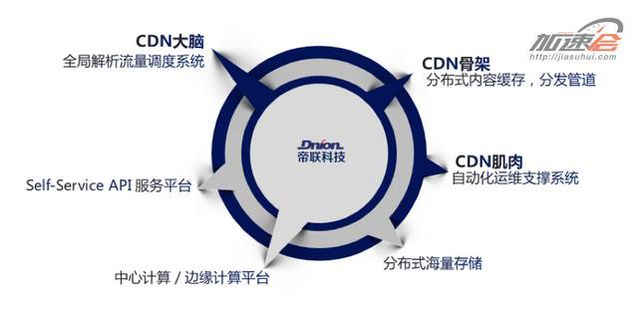 CDN大脑
全局解析流量调度系统
加速会
http://jiasuhui.com
CDN骨架
分布式内容缓存，分发管道
Dnion
帝联科技
CDN肌肉
自动化运维支撑系统
Self-Service API 服务平台
分布式海量存储
中心计算 / 边缘计算平台